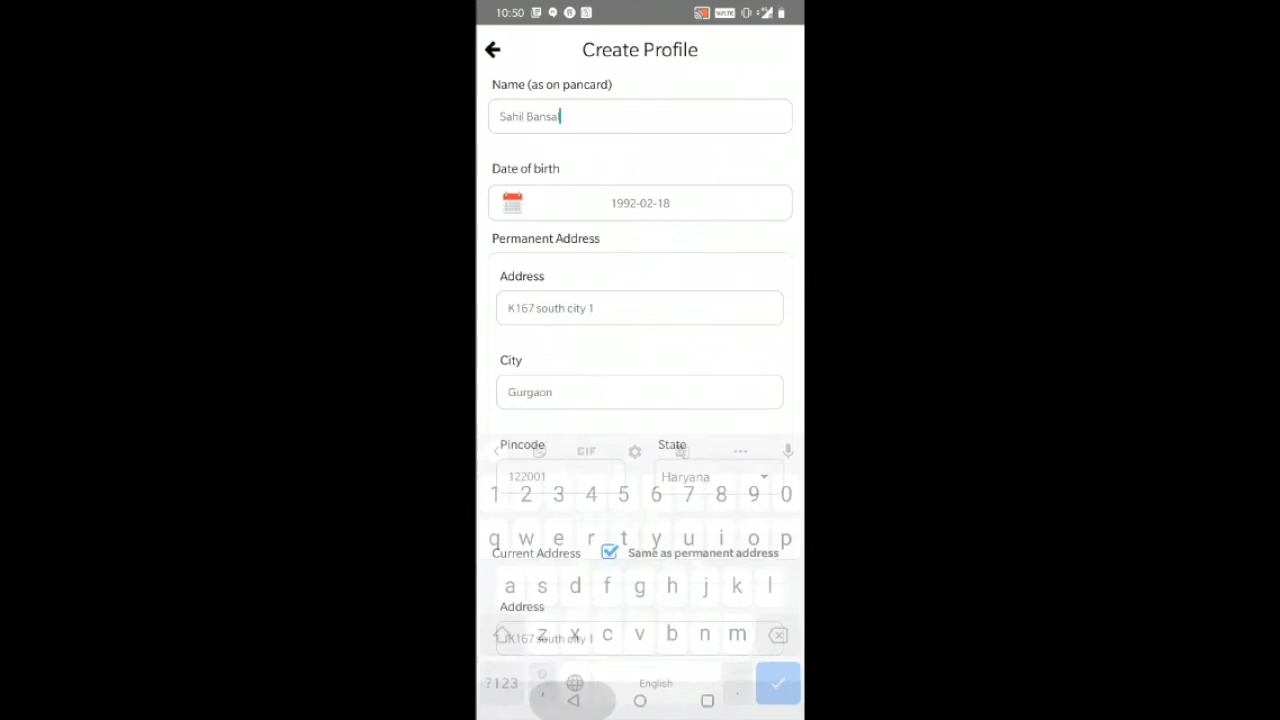 10:50 VoLTE
Create Profile
Name (as on pancard)
Sahil Bansal
Date of birth
1992-02-18
Permanent Address
Address
K167 south city 1
City
Gurgaon
Pincode State
GIF
122001 Haryana
1 2 3 4 5 6 7 8 9 0
q w e r t y u i o p
Current Address Same as permanent address
a s d f g h j k l
Address
z x c v b n m
K167 south city 1
?123 , English .